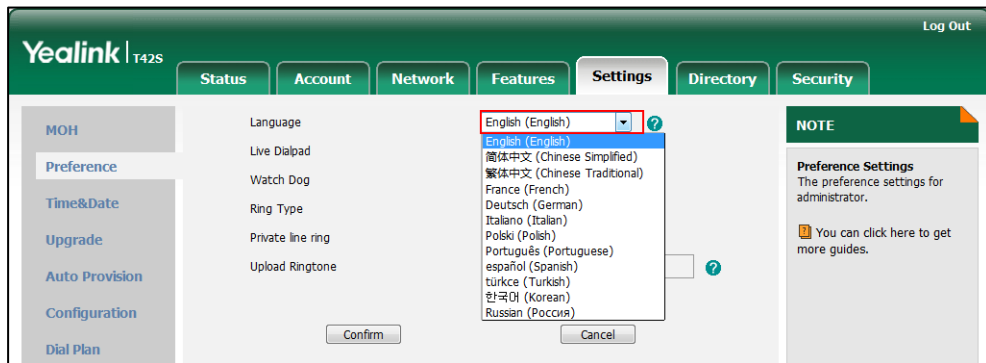 Log Out
Yealink | T42S
Status Account Network Features Settings Directory Security
MOH
Preference
Time&Date
Upgrade
Auto Provision
Configuration
Dial Plan
Language English (English)
Live Dialpad
Watch Dog
Ring Type
Private line ring
Upload Ringtone
English (English)
简体中文 (Chinese Simplified)
繁体中文 (Chinese Traditional)
France (French)
Deutsch (German)
Italiano (Italian)
Polski (Polish)
Português (Portuguese)
español (Spanish)
türkce (Turkish)
한국어 (Korean)
Russian (Россия)
Confirm Cancel
NOTE
Preference Settings
The preference settings for
administrator.
You can click here to get
more guides.